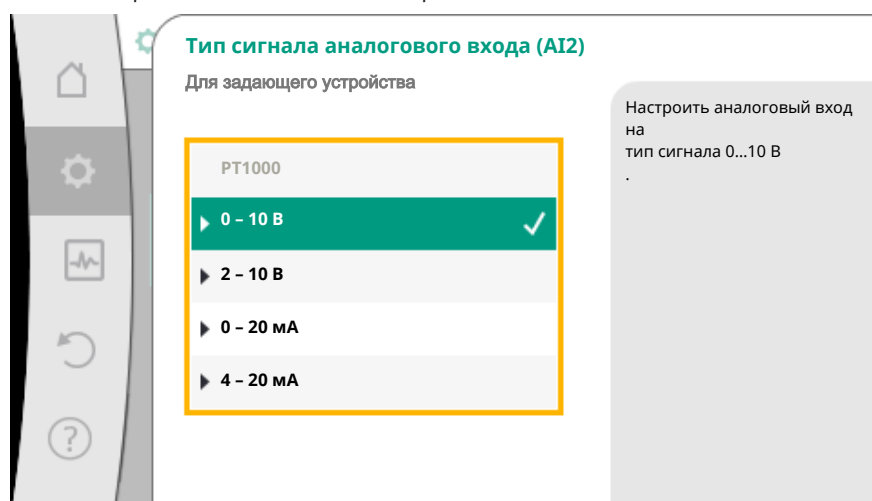 Тип сигнала аналогового входа (AI2)
Для задающего устройства
PT1000
0 – 10 В
2 – 10 В
0 – 20 мА
4 – 20 мА
Настроить аналоговый вход
на
тип сигнала 0...10 В
.
?